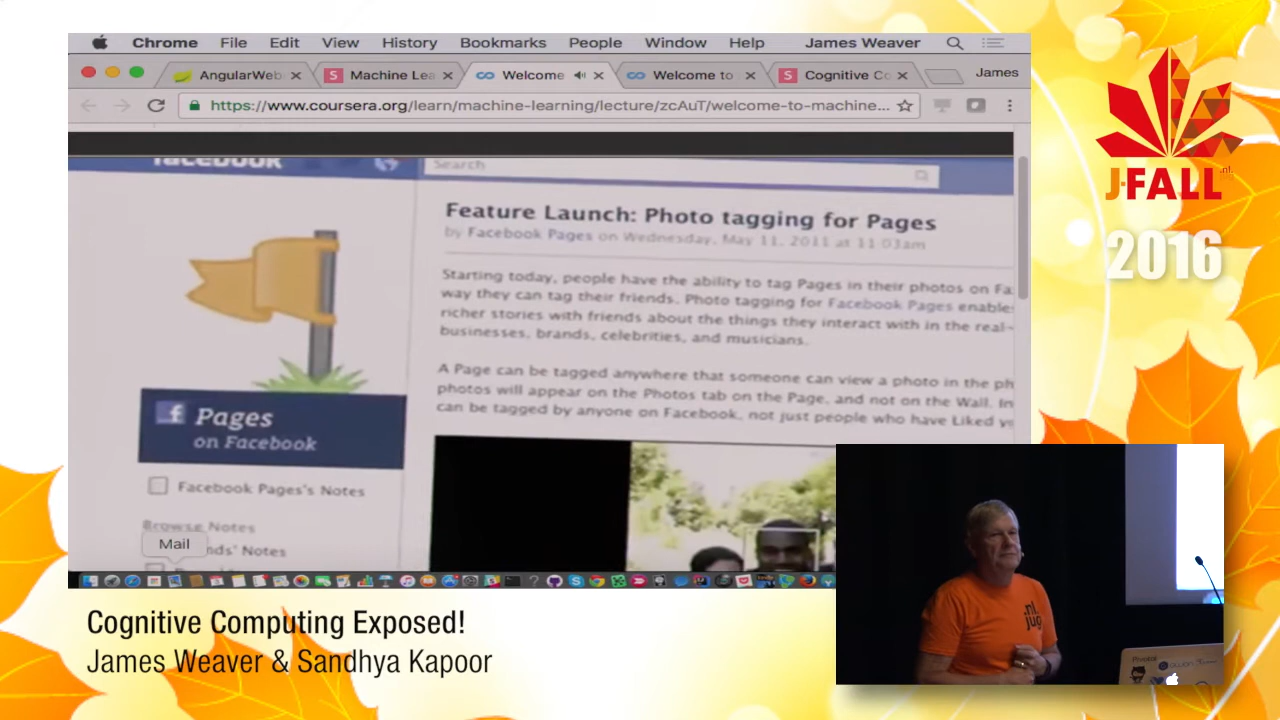 Chrome File Edit View History Bookmarks People Window Help James Weaver
AngularWeb Machine Lea Welcome Welcome to Cognitive Co James
https://www.coursera.org/learn/machine-learning/lecture/zcAuT/welcome-to-machine...
facebook Search
Feature Launch: Photo tagging for Pages
by Facebook Pages on Wednesday, May 11, 2011 at 11:03am
Starting today, people have the ability to tag Pages in their photos on Fa
way they can tag their friends. Photo tagging for Facebook Pages enable
richer stories with friends about the things they interact with in the real-
businesses, brands, celebrities, and musicians.
A Page can be tagged anywhere that someone can view a photo in the ph
photos will appear on the Photos tab on the Page, and not on the Wall. In
can be tagged by anyone on Facebook, not just people who have Liked y
f Pages
on Facebook
Facebook Pages's Notes
Browse Notes
nds' Notes
Mail
J-FALL.nl
2016
.nl
jug
Cognitive Computing Exposed!
James Weaver & Sandhya Kapoor